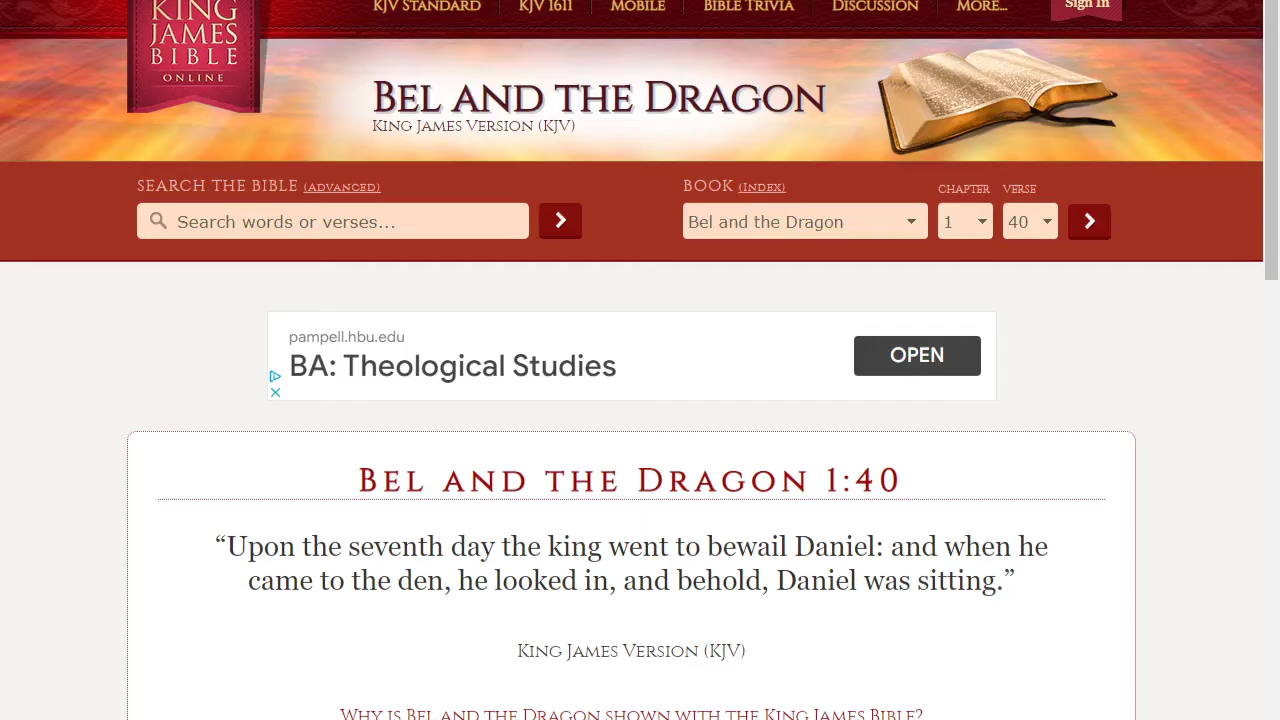 KING
JAMES
BIBLE
ONLINE
KJV Standard
KJV 1611
Mobile
Bible Trivia
Discussion
More...
Sign In
Bel and the Dragon
King James Version (KJV)
SEARCH THE BIBLE (Advanced)
Search words or verses...
BOOK (Index)
CHAPTER
VERSE
Bel and the Dragon
1
40
pampell.hbu.edu
BA: Theological Studies
OPEN
Bel and the Dragon 1:40
“Upon the seventh day the king went to bewail Daniel: and when he
came to the den, he looked in, and behold, Daniel was sitting.”
King James Version (KJV)
Why is Bel and the Dragon shown with the King James Bible?